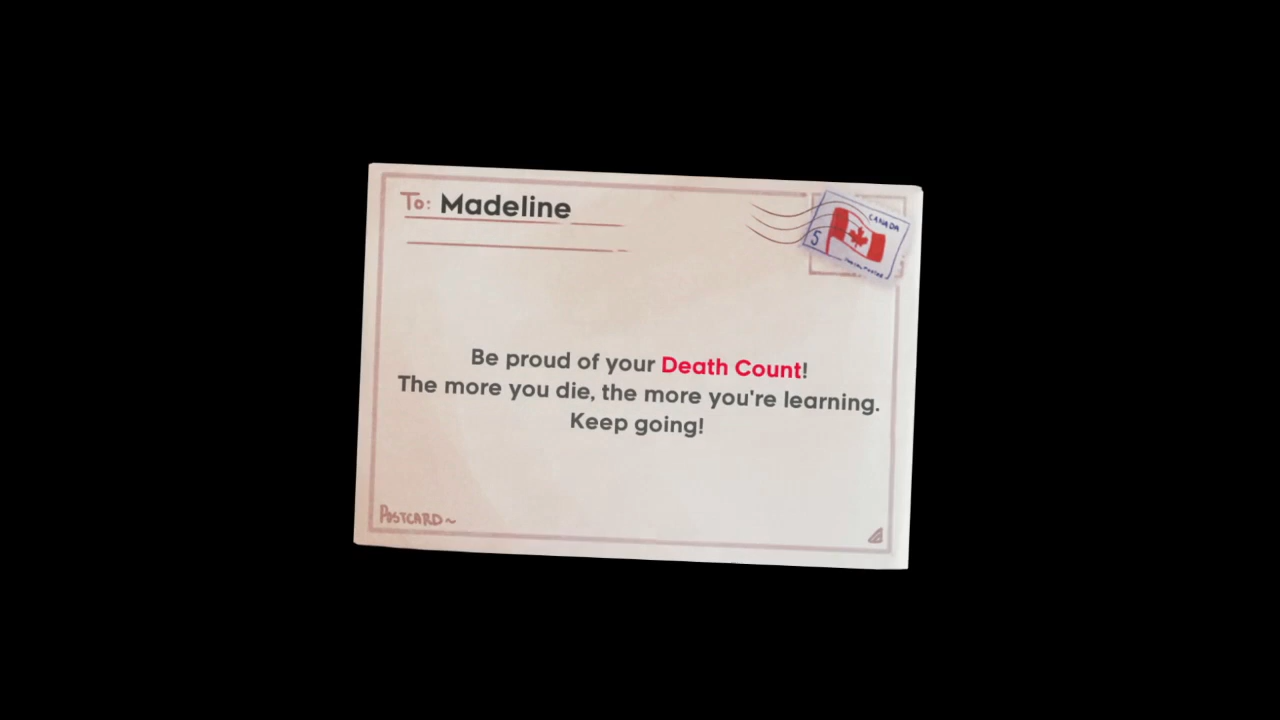 To: Madeline
CANADA
5
Be proud of your Death Count!
The more you die, the more you're learning.
Keep going!
POSTCARD~